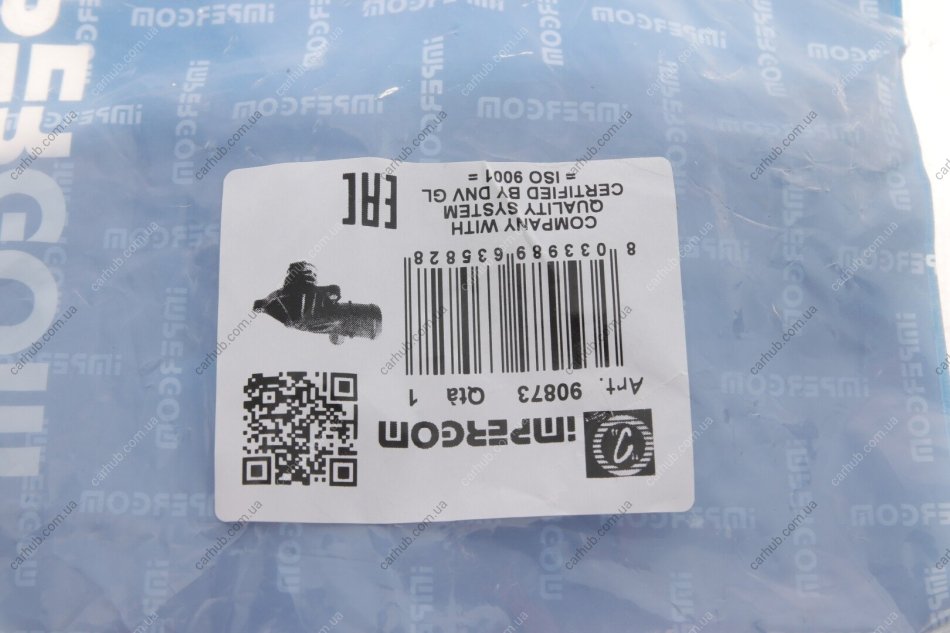 IMPERGOM
Art. 90873 Qtà 1
8 033989 635828
COMPANY WITH
QUALITY SYSTEM
CERTIFIED BY DNV GL
= ISO 9001 =
EAC
IMPERGOM
carhub.com.ua